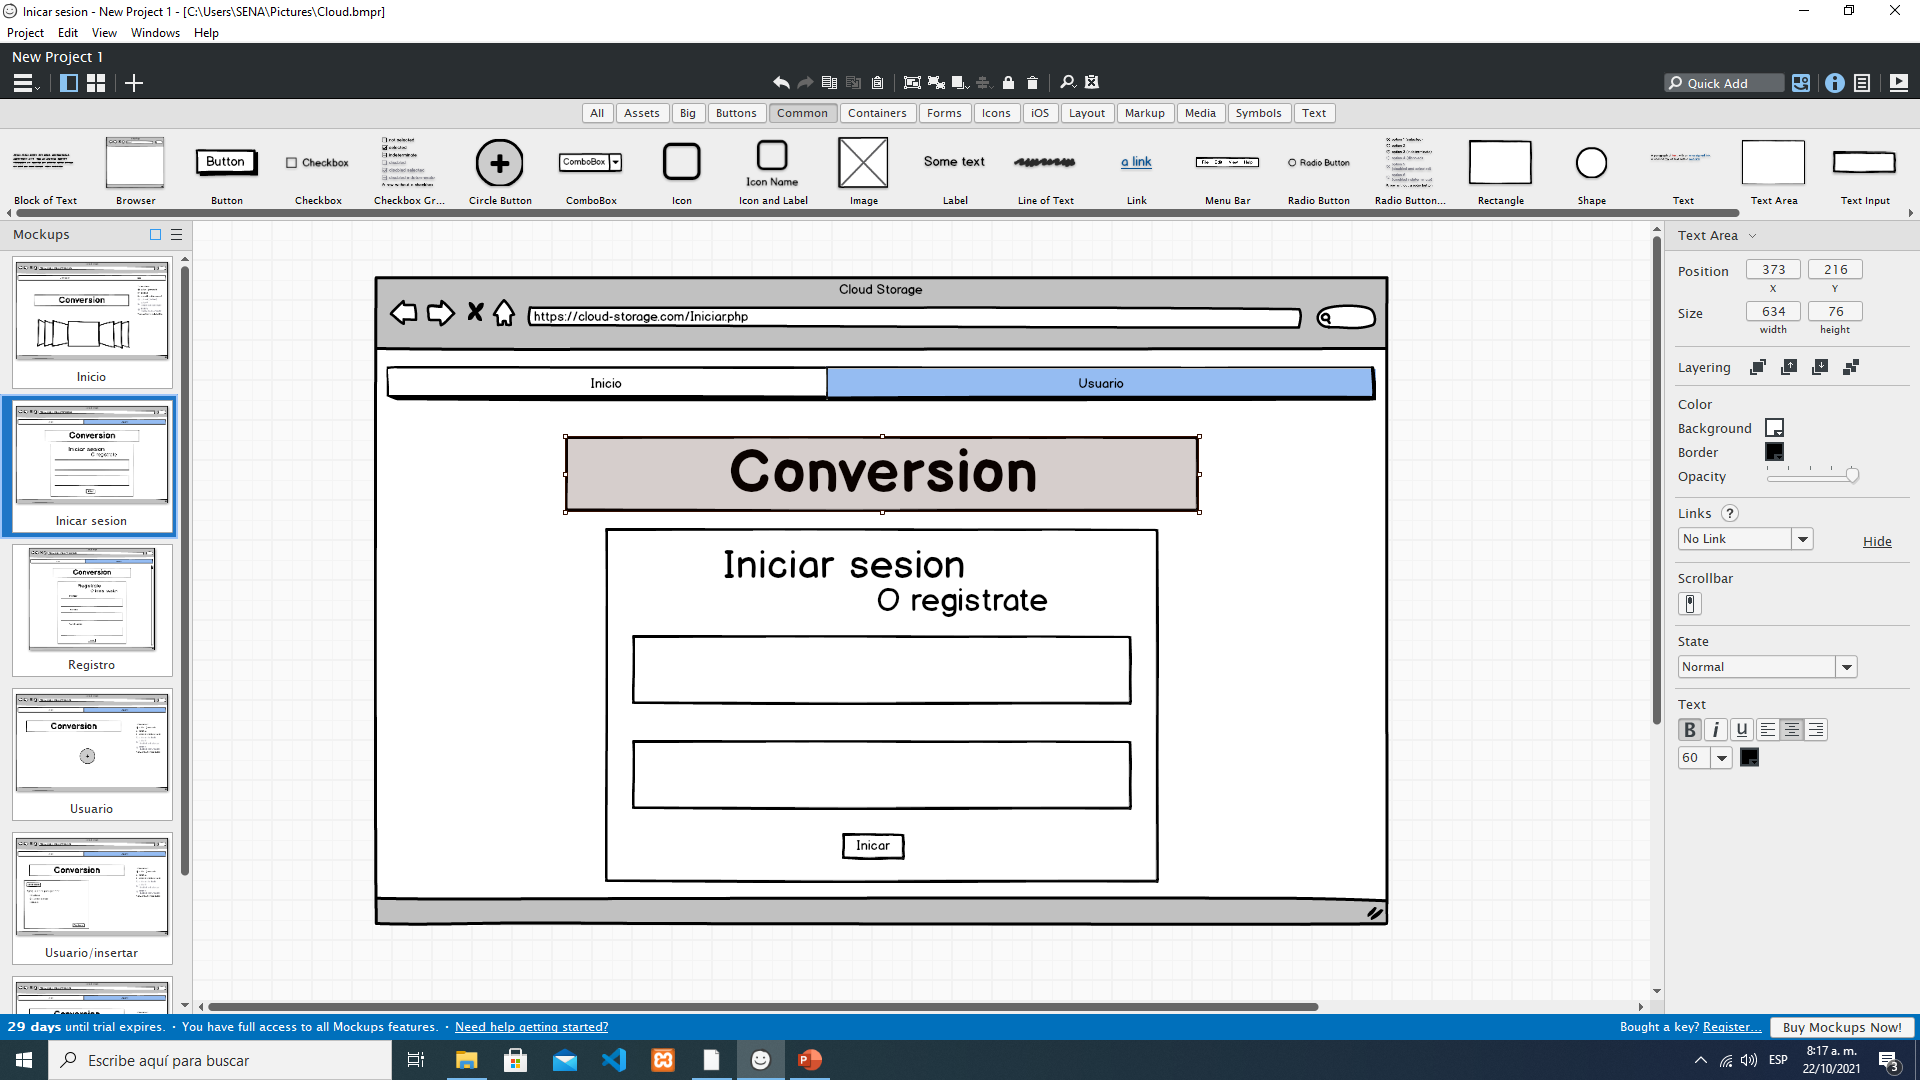 Inicar sesion - New Project 1 - [C:\Users\SENA\Pictures\Cloud.bmpr]
Project Edit View Windows Help
New Project 1
Quick Add
All Assets Big Buttons Common Containers Forms Icons iOS Layout Markup Media Symbols Text
Button
Checkbox
ComboBox
Icon Name
Some text
a link
Radio Button
Block of Text Browser Button Checkbox Checkbox Gr... Circle Button ComboBox Icon Icon and Label Image Label Line of Text Link Menu Bar Radio Button Radio Button... Rectangle Shape Text Text Area Text Input
Mockups
Conversion
Inicio
Conversion
Iniciar sesion
O registrate
Inicar sesion
Conversion
Registrate
Registro
Conversion
Usuario
Conversion
Usuario/insertar
Cloud Storage
https://cloud-storage.com/Iniciar.php
Inicio
Usuario
Conversion
Iniciar sesion
O registrate
Inicar
Text Area
Position 373 216
X Y
Size 634 76
width height
Layering
Color
Background
Border
Opacity
Links ?
No Link
Hide
Scrollbar
State
Normal
Text
B i U
60
29 days until trial expires. · You have full access to all Mockups features. · Need help getting started?
Bought a key? Register... Buy Mockups Now!
Escribe aquí para buscar
ESP
8:17 a. m.
22/10/2021
3